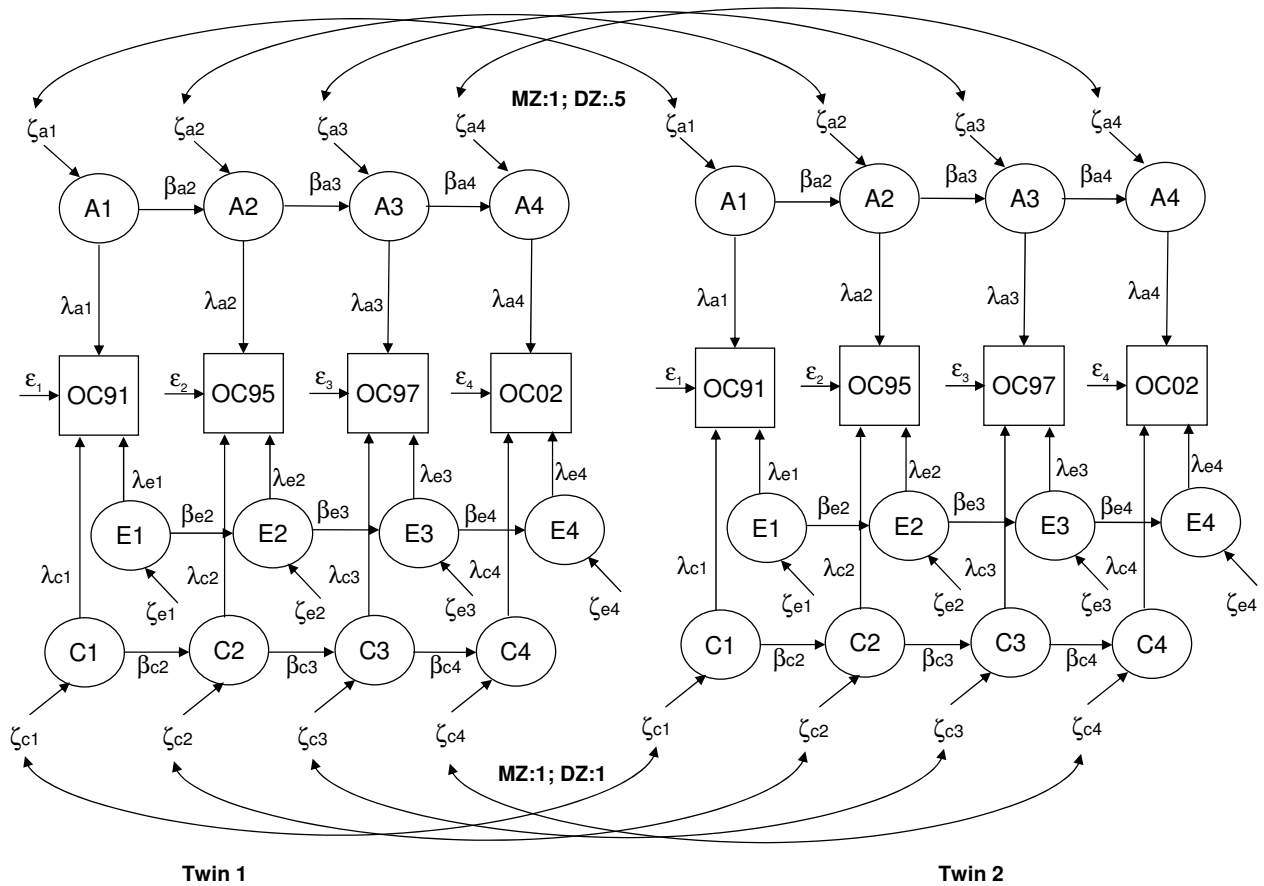 MZ:1; DZ:.5
ζa1 ζa2 ζa3 ζa4 ζa1 ζa2 ζa3 ζa4
βa2 βa3 βa4 βa2 βa3 βa4
A1 A2 A3 A4 A1 A2 A3 A4
λa1 λa2 λa3 λa4 λa1 λa2 λa3 λa4
ε1 OC91 ε2 OC95 ε3 OC97 ε4 OC02 ε1 OC91 ε2 OC95 ε3 OC97 ε4 OC02
λe1 λe2 λe3 λe4 λe1 λe2 λe3 λe4
βe2 βe3 βe4 βe2 βe3 βe4
E1 E2 E3 E4 E1 E2 E3 E4
λc1 λc2 λc3 λc4 λc1 λc2 λc3 λc4
ζe1 ζe2 ζe3 ζe4 ζe1 ζe2 ζe3 ζe4
C1 C2 C3 C4 C1 C2 C3 C4
βc2 βc3 βc4 βc2 βc3 βc4
ζc1 ζc2 ζc3 ζc4 ζc1 ζc2 ζc3 ζc4
MZ:1; DZ:1
Twin 1 Twin 2